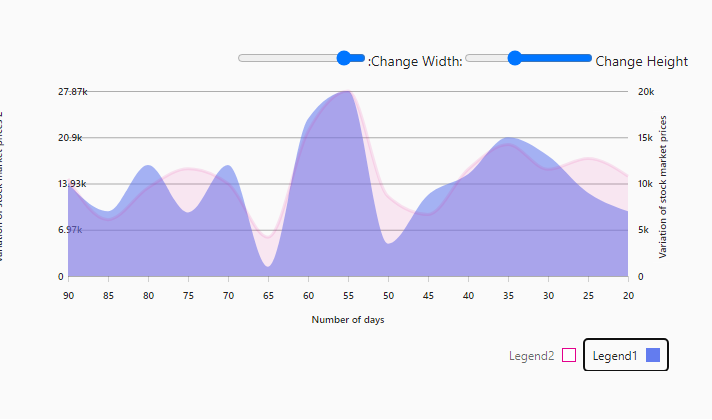 :Change Width:
Change Height
27.87k
20.9k
13.93k
6.97k
0
20k
15k
10k
5k
0
Variation of stock market prices
90 85 80 75 70 65 60 55 50 45 40 35 30 25 20
Number of days
Legend2 Legend1